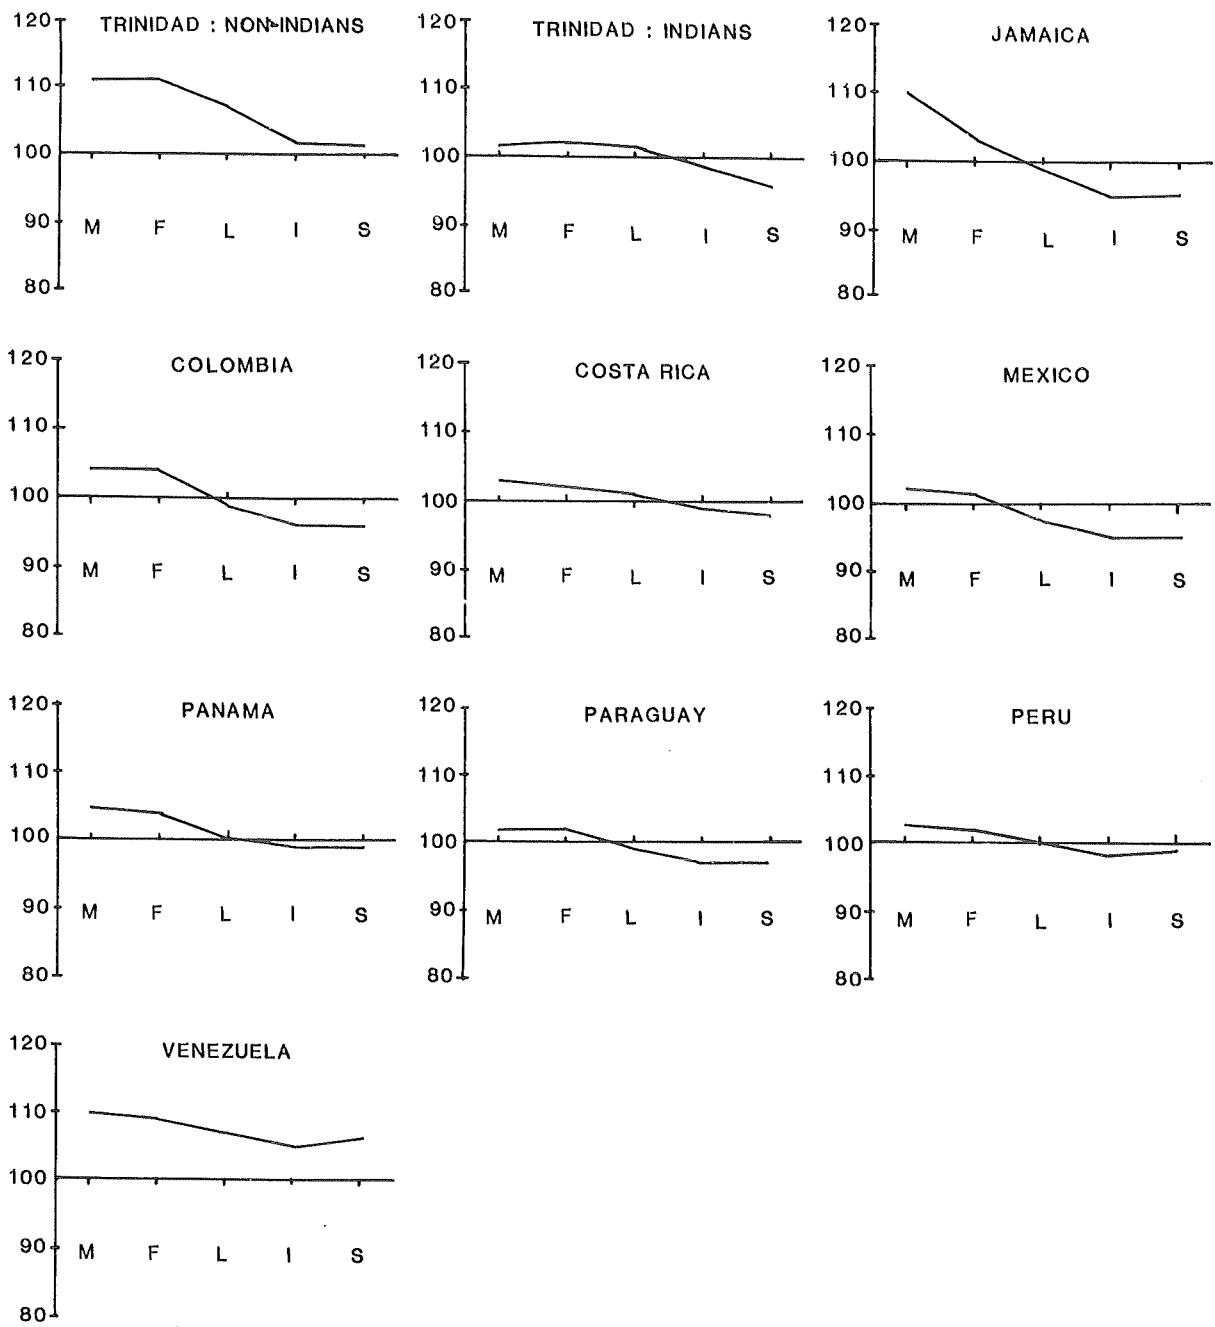 TRINIDAD : NON-INDIANS
120
110
100
90
80
M F L I S
TRINIDAD : INDIANS
120
110
100
90
80
M F L I S
JAMAICA
120
110
100
90
80
M F L I S
COLOMBIA
120
110
100
90
80
M F L I S
COSTA RICA
120
110
100
90
80
M F L I S
MEXICO
120
110
100
90
80
M F L I S
PANAMA
120
110
100
90
80
M F L I S
PARAGUAY
120
110
100
90
80
M F L I S
PERU
120
110
100
90
80
M F L I S
VENEZUELA
120
110
100
90
80
M F L I S